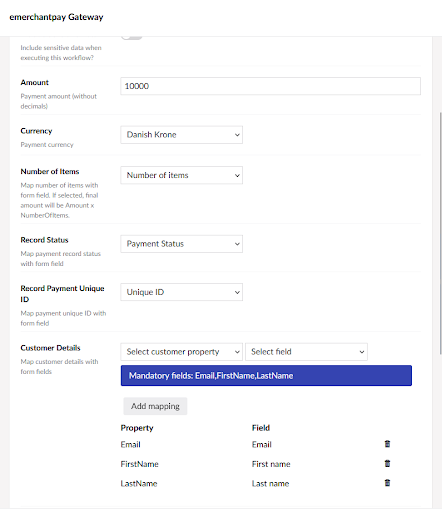 emerchantpay Gateway
Include sensitive data when
executing this workflow?
Amount
Payment amount (without
decimals)
10000
Currency
Payment currency
Danish Krone
Number of Items
Map number of items with
form field. If selected, final
amount will be Amount x
NumberOfItems.
Number of items
Record Status
Map payment record status
with form field
Payment Status
Record Payment Unique
ID
Map payment unique ID with
form field
Unique ID
Customer Details
Map customer details with
form fields
Select customer property Select field
Mandatory fields: Email,FirstName,LastName
Add mapping
Property Field
Email Email
FirstName First name
LastName Last name